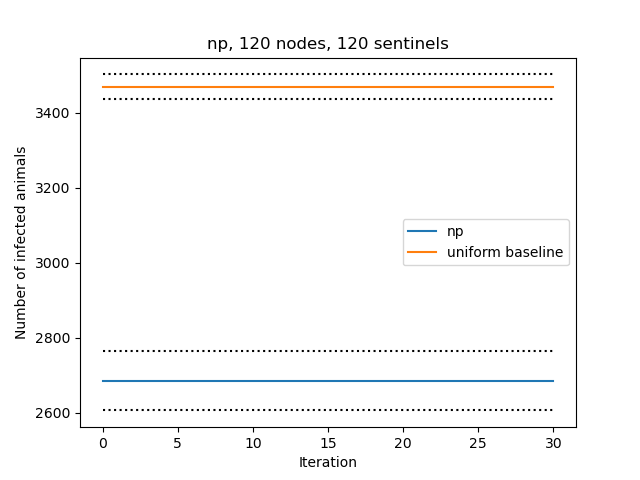 np, 120 nodes, 120 sentinels
Number of infected animals
3400
3200
3000
2800
2600
np
uniform baseline
0 5 10 15 20 25 30
Iteration